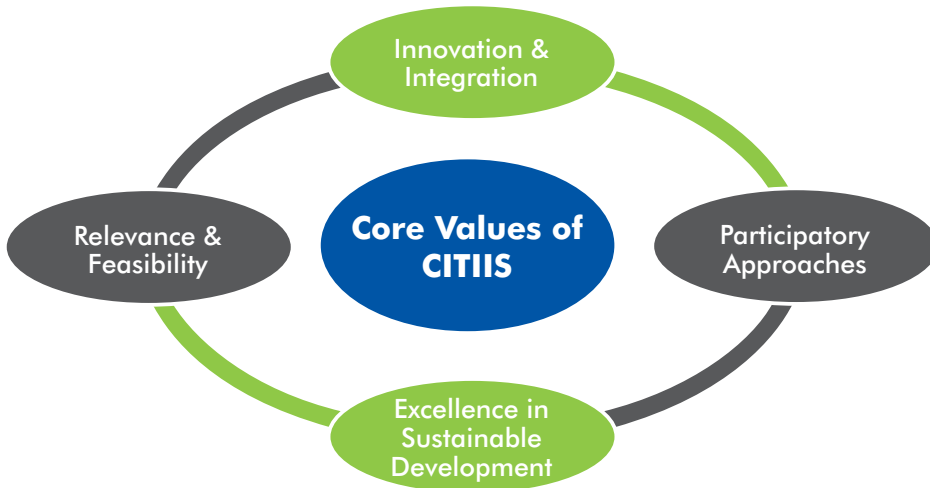 Innovation &
Integration
Relevance &
Feasibility
Core Values of
CITIIS
Participatory
Approaches
Excellence in
Sustainable
Development